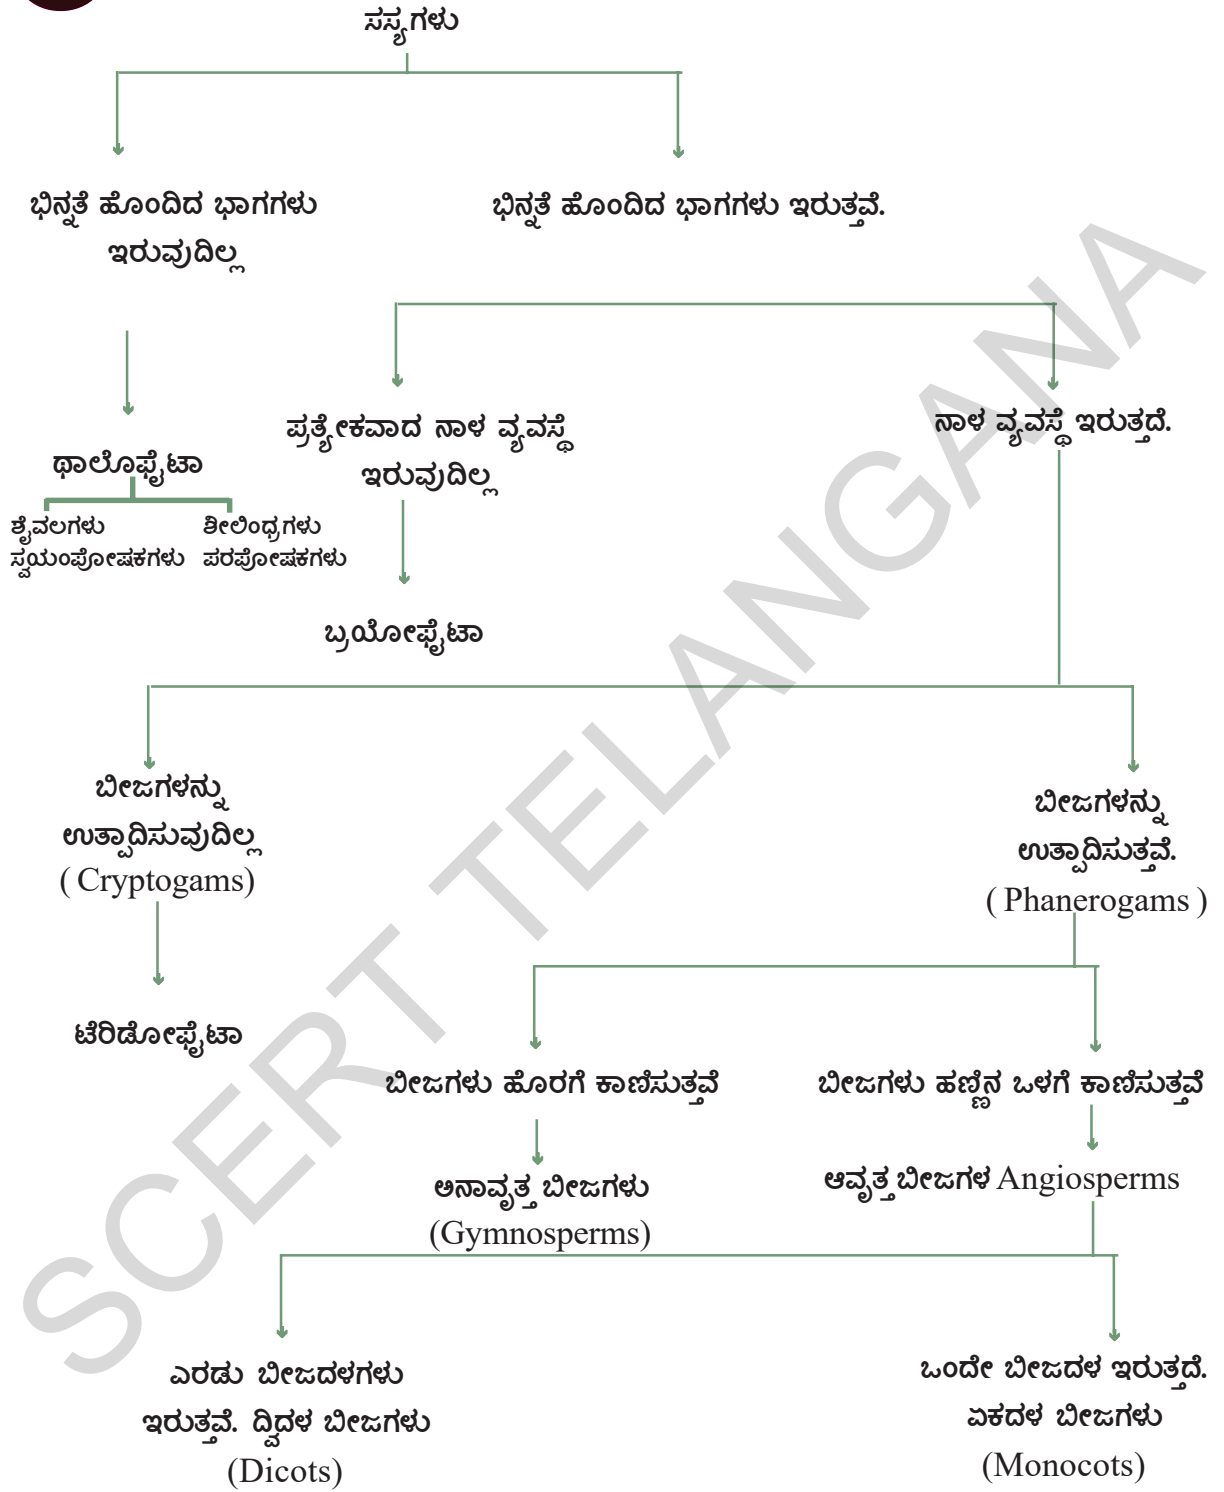 ಸಸ್ಯಗಳು
ಭಿನ್ನತೆ ಹೊಂದಿದ ಭಾಗಗಳು
ಇರುವುದಿಲ್ಲ
ಭಿನ್ನತೆ ಹೊಂದಿದ ಭಾಗಗಳು ಇರುತ್ತವೆ.
ಥಾಲೊಫೈಟಾ
ಶೈವಲಗಳು
ಸ್ವಯಂಪೋಷಕಗಳು
ಶೀಲಿಂಧ್ರಗಳು
ಪರಪೋಷಕಗಳು
ಪ್ರತ್ಯೇಕವಾದ ನಾಳ ವ್ಯವಸ್ಥೆ
ಇರುವುದಿಲ್ಲ
ನಾಳ ವ್ಯವಸ್ಥೆ ಇರುತ್ತದೆ.
ಬ್ರಯೋಫೈಟಾ
ಬೀಜಗಳನ್ನು
ಉತ್ಪಾದಿಸುವುದಿಲ್ಲ
( Cryptogams)
ಬೀಜಗಳನ್ನು
ಉತ್ಪಾದಿಸುತ್ತವೆ.
( Phanerogams )
ಟೆರಿಡೋಫೈಟಾ
ಬೀಜಗಳು ಹೊರಗೆ ಕಾಣಿಸುತ್ತವೆ
ಬೀಜಗಳು ಹಣ್ಣಿನ ಒಳಗೆ ಕಾಣಿಸುತ್ತವೆ
ಅನಾವೃತ್ತ ಬೀಜಗಳು
(Gymnosperms)
ಆವೃತ್ತ ಬೀಜಗಳ Angiosperms
ಎರಡು ಬೀಜದಳಗಳು
ಇರುತ್ತವೆ. ದ್ವಿದಳ ಬೀಜಗಳು
(Dicots)
ಒಂದೇ ಬೀಜದಳ ಇರುತ್ತದೆ.
ಏಕದಳ ಬೀಜಗಳು
(Monocots)
SCERT TELANGANA